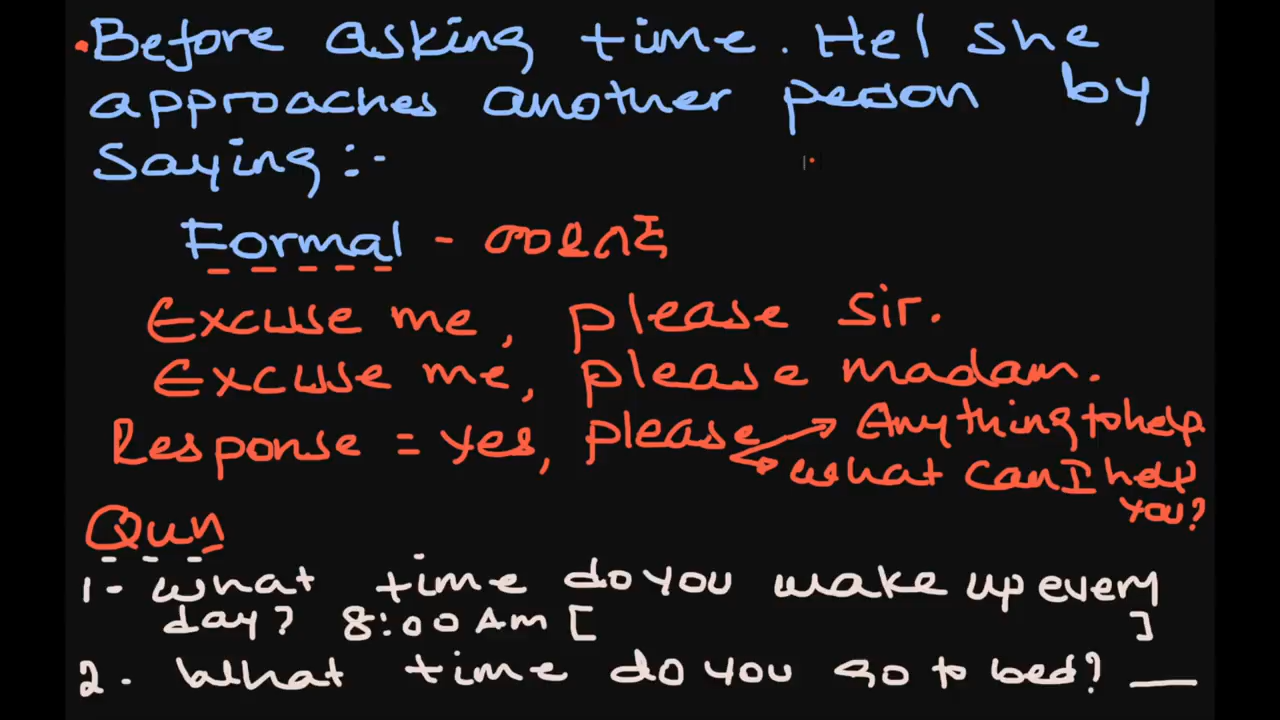 Before asking time. He/ she
approaches another person by
saying:-
Formal -
Excuse me, please sir.
Excuse me, please madam.
Response = yes, please → Anything to help.
→ what can I help
you?
Qun
1- what time do you wake up every
day? 8:00 Am [ ]
2. What time do you go to bed? __